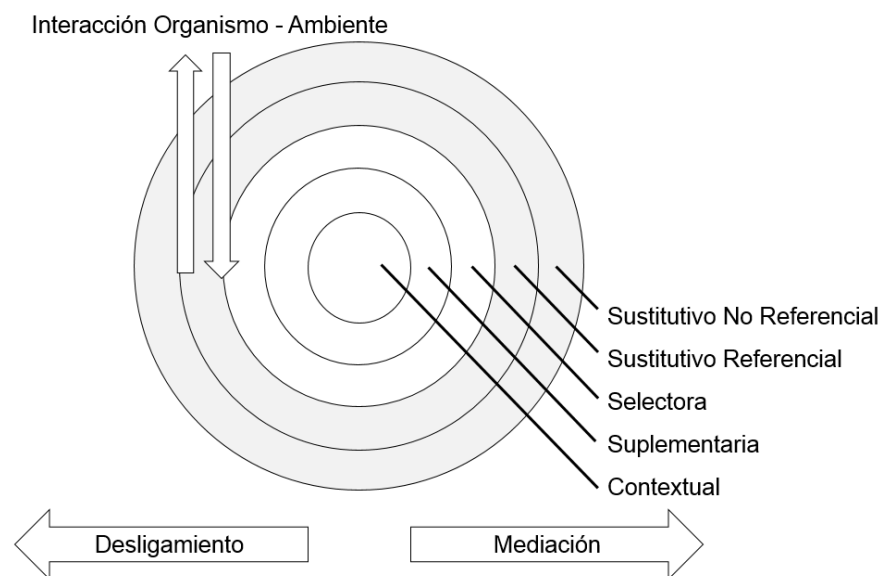 Interacción Organismo - Ambiente
Sustitutivo No Referencial
Sustitutivo Referencial
Selectora
Suplementaria
Contextual
Desligamiento
Mediación